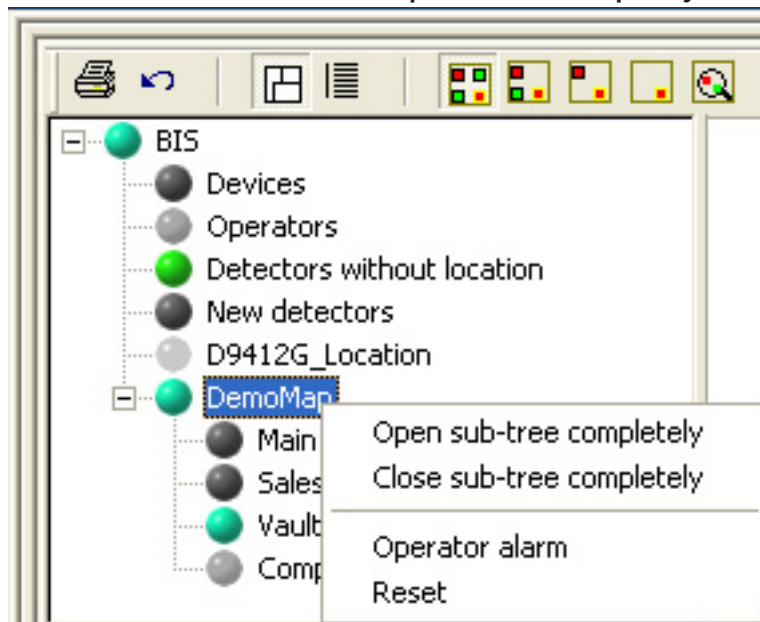 BIS
Devices
Operators
Detectors without location
New detectors
D9412G_Location
DemoMap
Main
Open sub-tree completely
Sales
Close sub-tree completely
Vault
Operator alarm
Reset